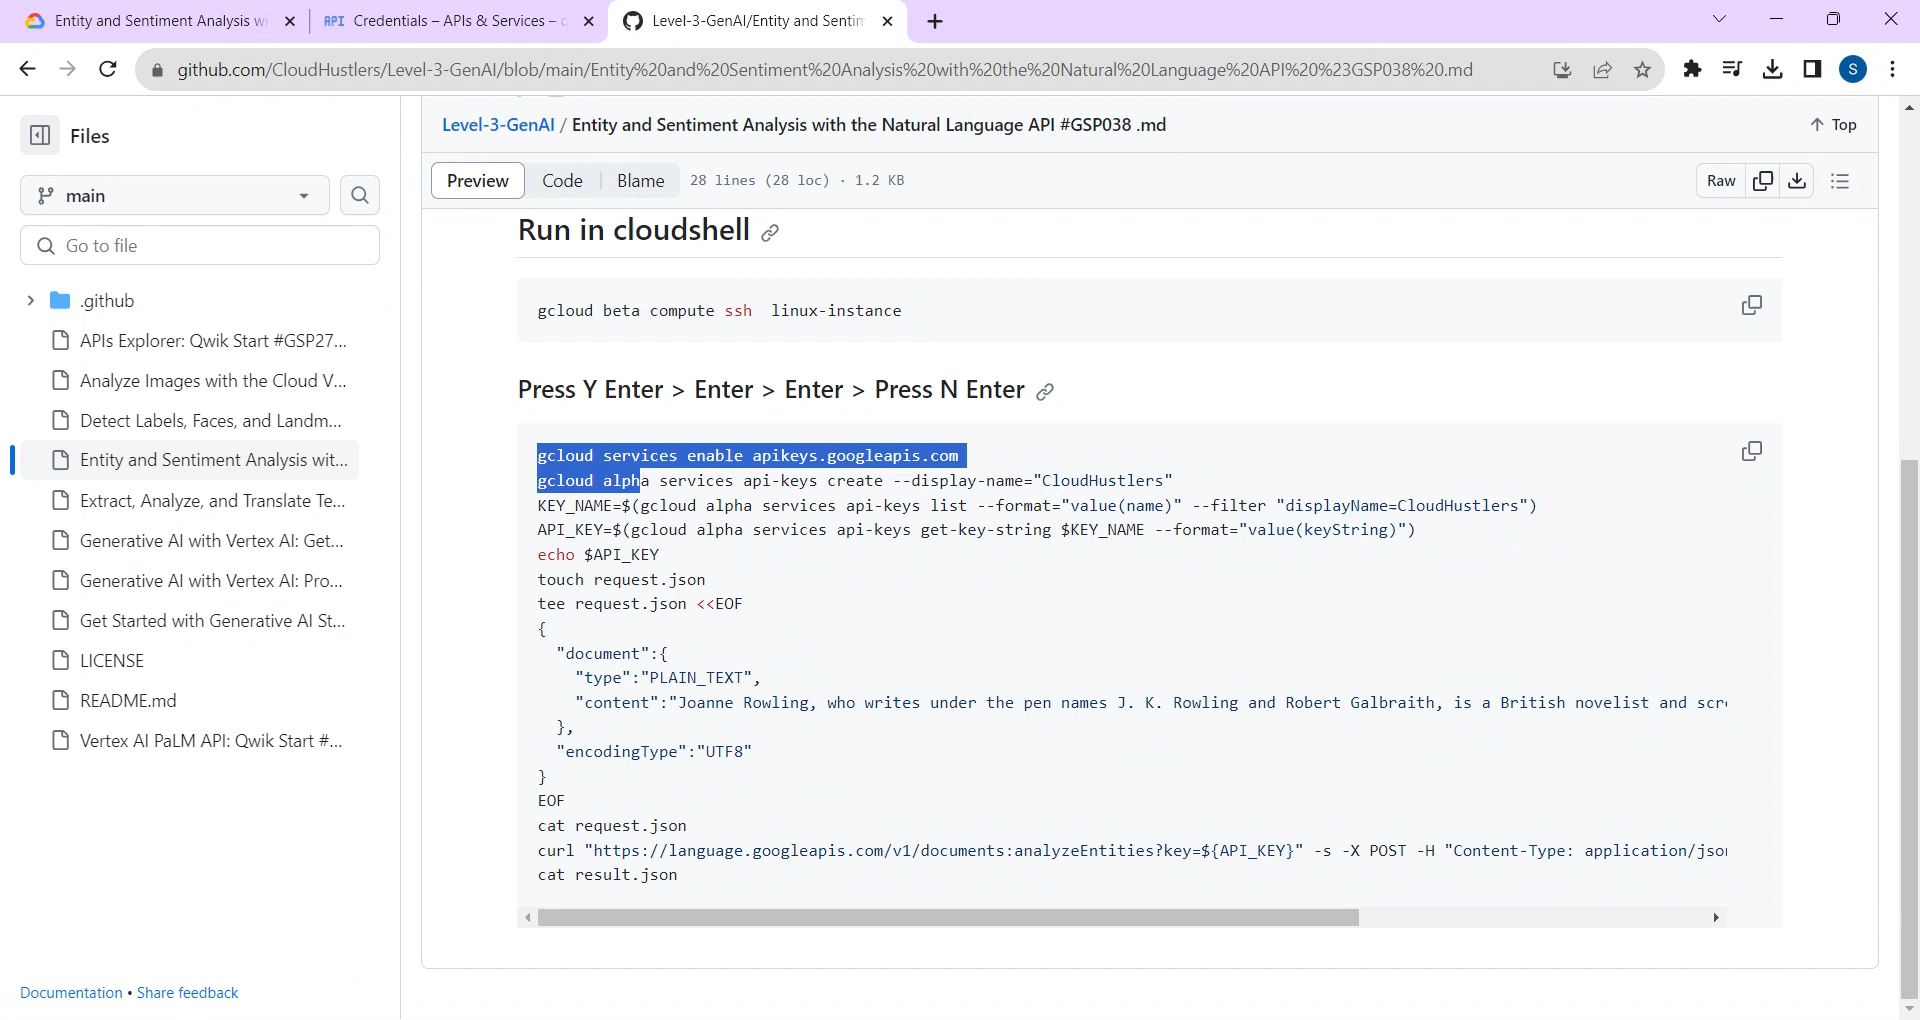 Entity and Sentiment Analysis wi
API Credentials – APIs & Services – q
Level-3-GenAI/Entity and Sentim
github.com/CloudHustlers/Level-3-GenAI/blob/main/Entity%20and%20Sentiment%20Analysis%20with%20the%20Natural%20Language%20API%20%23GSP038%20.md
S
Files
main
Go to file
.github
APIs Explorer: Qwik Start #GSP27...
Analyze Images with the Cloud V...
Detect Labels, Faces, and Landm...
Entity and Sentiment Analysis wit...
Extract, Analyze, and Translate Te...
Generative AI with Vertex AI: Get...
Generative AI with Vertex AI: Pro...
Get Started with Generative AI St...
LICENSE
README.md
Vertex AI PaLM API: Qwik Start #...
Documentation • Share feedback
Level-3-GenAI / Entity and Sentiment Analysis with the Natural Language API #GSP038 .md
Top
Preview Code Blame 28 lines (28 loc) · 1.2 KB
Raw
Run in cloudshell
gcloud beta compute ssh  linux-instance
Press Y Enter > Enter > Enter > Press N Enter
gcloud services enable apikeys.googleapis.com
gcloud alpha services api-keys create --display-name="CloudHustlers"
KEY_NAME=$(gcloud alpha services api-keys list --format="value(name)" --filter "displayName=CloudHustlers")
API_KEY=$(gcloud alpha services api-keys get-key-string $KEY_NAME --format="value(keyString)")
echo $API_KEY
touch request.json
tee request.json <<EOF
{
  "document":{
    "type":"PLAIN_TEXT",
    "content":"Joanne Rowling, who writes under the pen names J. K. Rowling and Robert Galbraith, is a British novelist and scr
  },
  "encodingType":"UTF8"
}
EOF
cat request.json
curl "https://language.googleapis.com/v1/documents:analyzeEntities?key=${API_KEY}" -s -X POST -H "Content-Type: application/jso
cat result.json